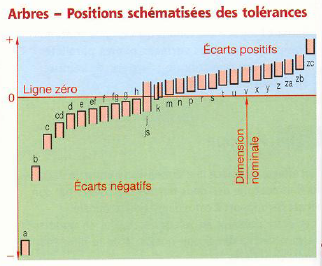 Arbres – Positions schématisées des tolérances
+
Écarts positifs
zc
Ligne zéro
0
a b c cd d e ef f fg g h j js k m n p r s t u v x y z za zb
Écarts négatifs
Dimension nominale
–